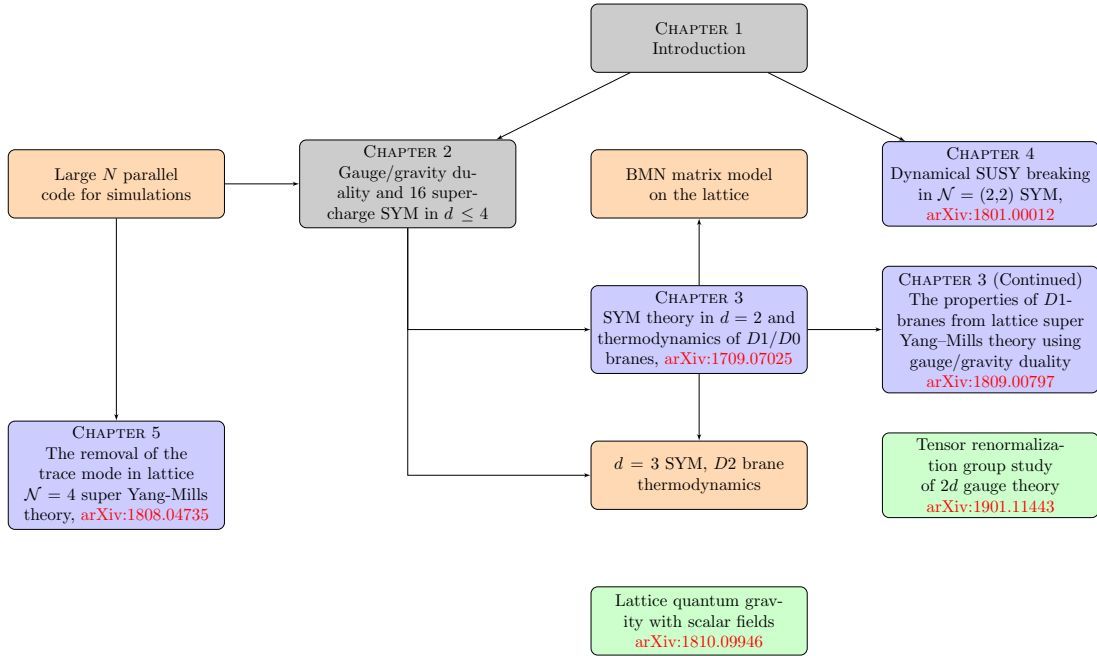 CHAPTER 1
Introduction
Large N parallel
code for simulations
CHAPTER 2
Gauge/gravity du-
ality and 16 super-
charge SYM in d ≤ 4
BMN matrix model
on the lattice
CHAPTER 4
Dynamical SUSY breaking
in 𝒩 = (2,2) SYM,
arXiv:1801.00012
CHAPTER 3
SYM theory in d = 2 and
thermodynamics of D1/D0
branes, arXiv:1709.07025
CHAPTER 3 (Continued)
The properties of D1-
branes from lattice super
Yang–Mills theory using
gauge/gravity duality
arXiv:1809.00797
CHAPTER 5
The removal of the
trace mode in lattice
𝒩 = 4 super Yang-Mills
theory, arXiv:1808.04735
d = 3 SYM, D2 brane
thermodynamics
Tensor renormaliza-
tion group study
of 2d gauge theory
arXiv:1901.11443
Lattice quantum grav-
ity with scalar fields
arXiv:1810.09946